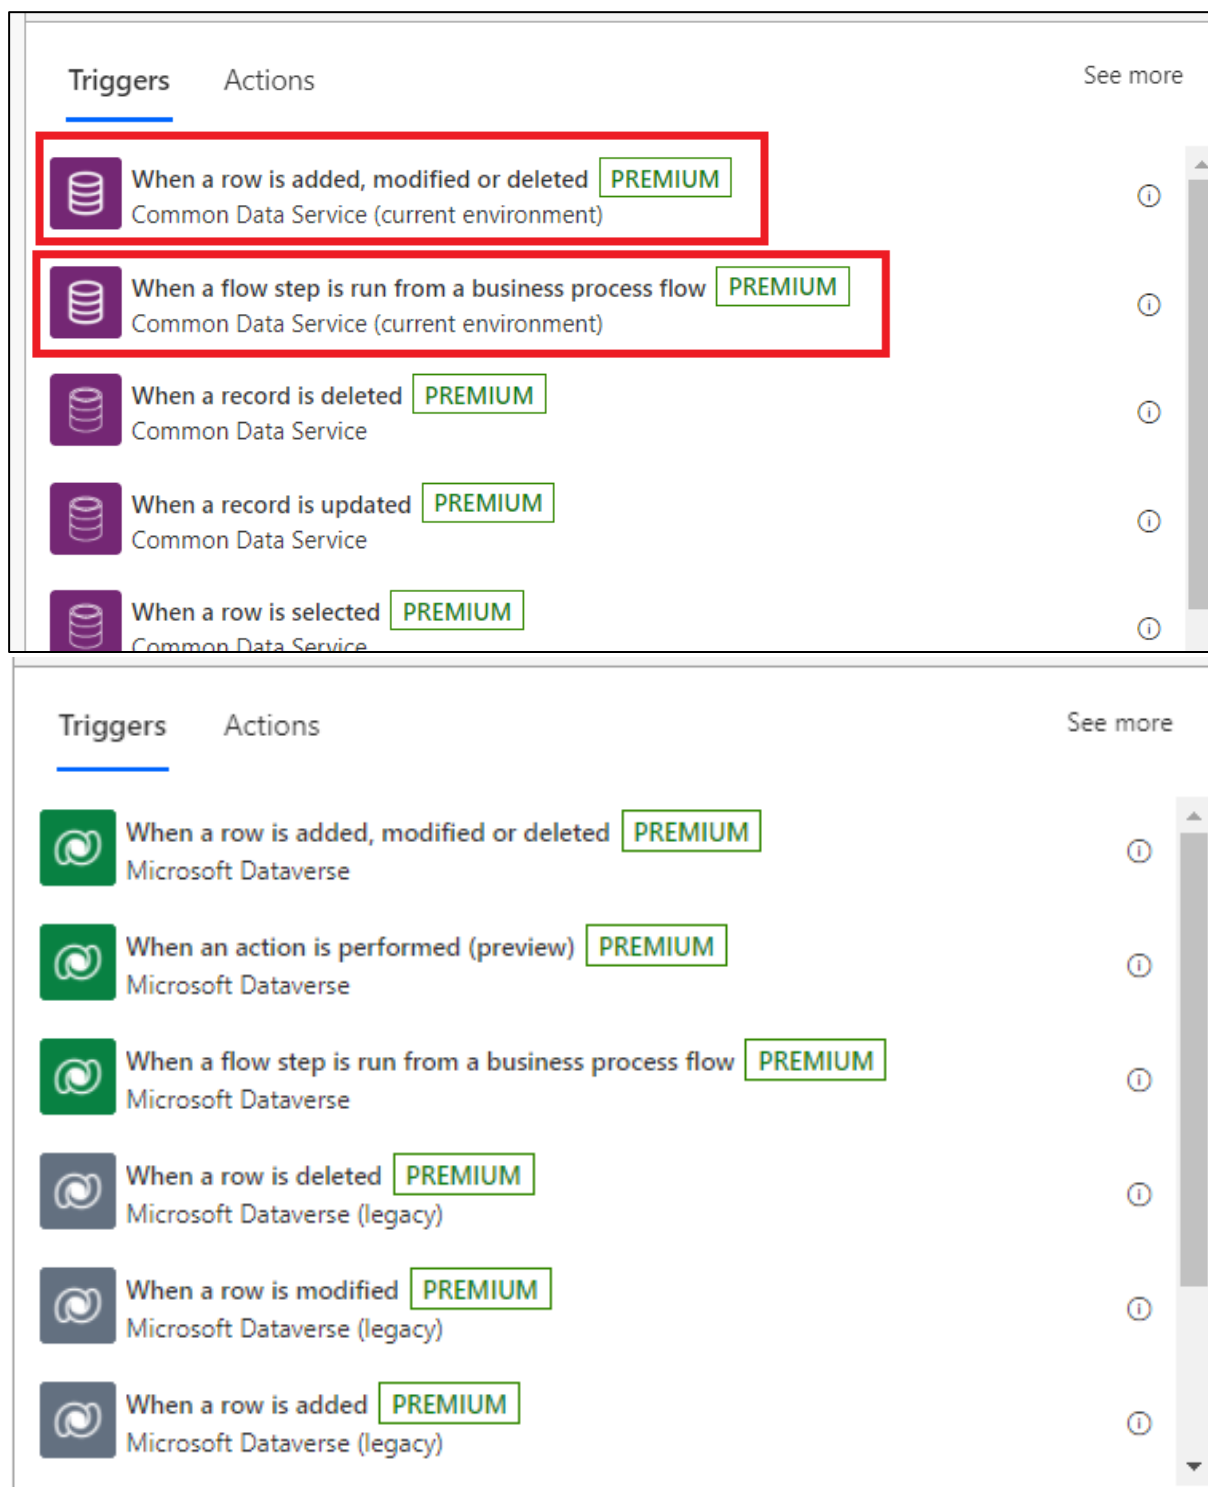 Triggers Actions See more
When a row is added, modified or deleted PREMIUM
Common Data Service (current environment)
When a flow step is run from a business process flow PREMIUM
Common Data Service (current environment)
When a record is deleted PREMIUM
Common Data Service
When a record is updated PREMIUM
Common Data Service
When a row is selected PREMIUM
Common Data Service
Triggers Actions See more
When a row is added, modified or deleted PREMIUM
Microsoft Dataverse
When an action is performed (preview) PREMIUM
Microsoft Dataverse
When a flow step is run from a business process flow PREMIUM
Microsoft Dataverse
When a row is deleted PREMIUM
Microsoft Dataverse (legacy)
When a row is modified PREMIUM
Microsoft Dataverse (legacy)
When a row is added PREMIUM
Microsoft Dataverse (legacy)